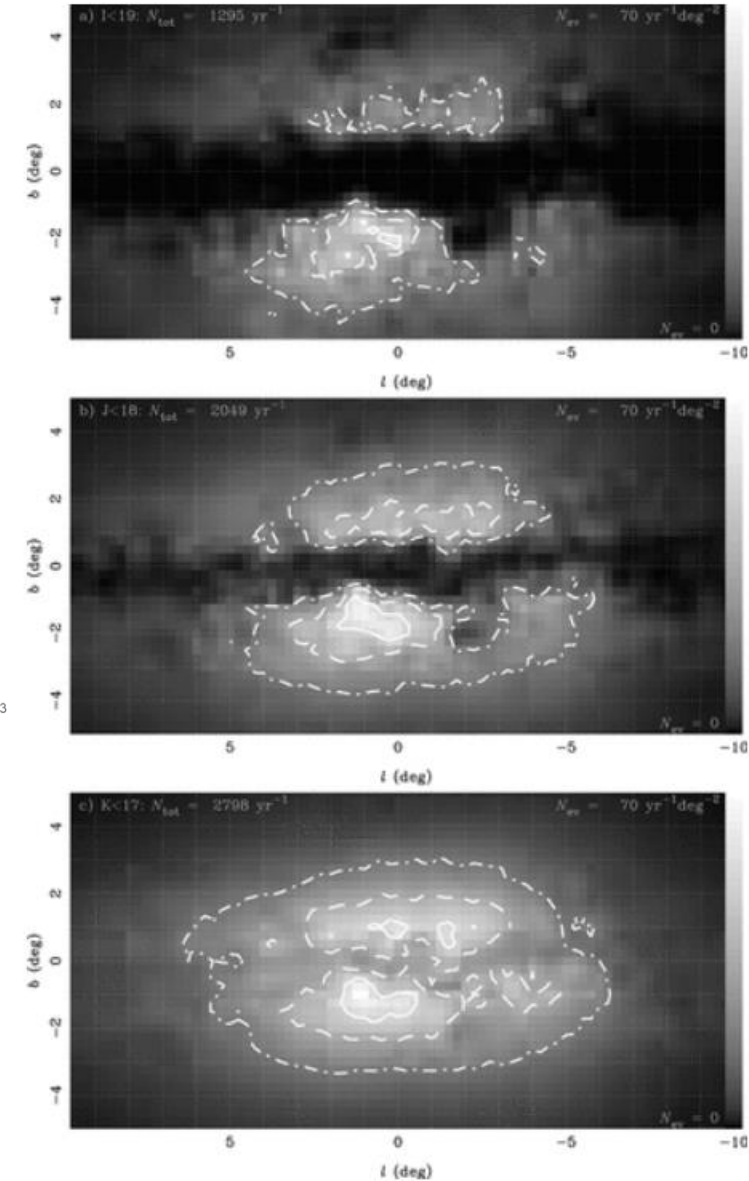 a) I<19: N_tot = 1295 yr⁻¹ N_ev = 70 yr⁻¹deg⁻²
4
2
0
−2
−4
b (deg)
N_ev = 0
5 0 −5 −10
l (deg)
b) J<18: N_tot = 2049 yr⁻¹ N_ev = 70 yr⁻¹deg⁻²
4
2
0
−2
−4
b (deg)
3
N_ev = 0
5 0 −5 −10
l (deg)
c) K<17: N_tot = 2798 yr⁻¹ N_ev = 70 yr⁻¹deg⁻²
4
2
0
−2
−4
b (deg)
N_ev = 0
5 0 −5 −10
l (deg)